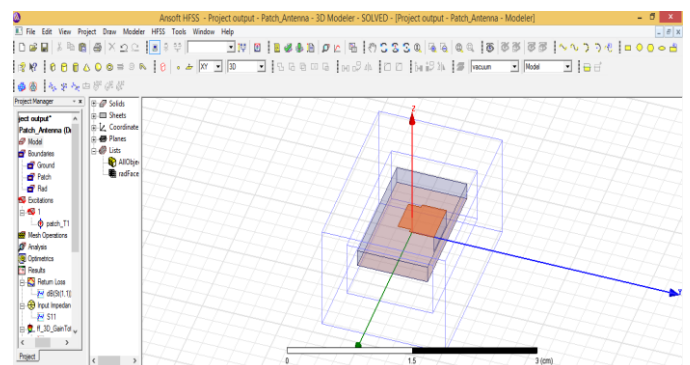 Ansoft HFSS - Project output - Patch_Antenna - 3D Modeler - SOLVED - [Project output - Patch_Antenna - Modeler]
File Edit View Project Draw Modeler HFSS Tools Window Help
XY 3D vacuum Model
Project Manager
ject output*
Patch_Antenna (Dr
Model
Boundaries
Ground
Patch
Rad
Excitations
1
patch_T1
Mesh Operations
Analysis
Optimetrics
Results
Return Loss
dB(St(1,1))
Input Impedan
S11
ff_3D_GainTot
Project
Solids
Sheets
Coordinate
Planes
Lists
AllObje
radFace
Z
Y
0 1.5 3 (cm)